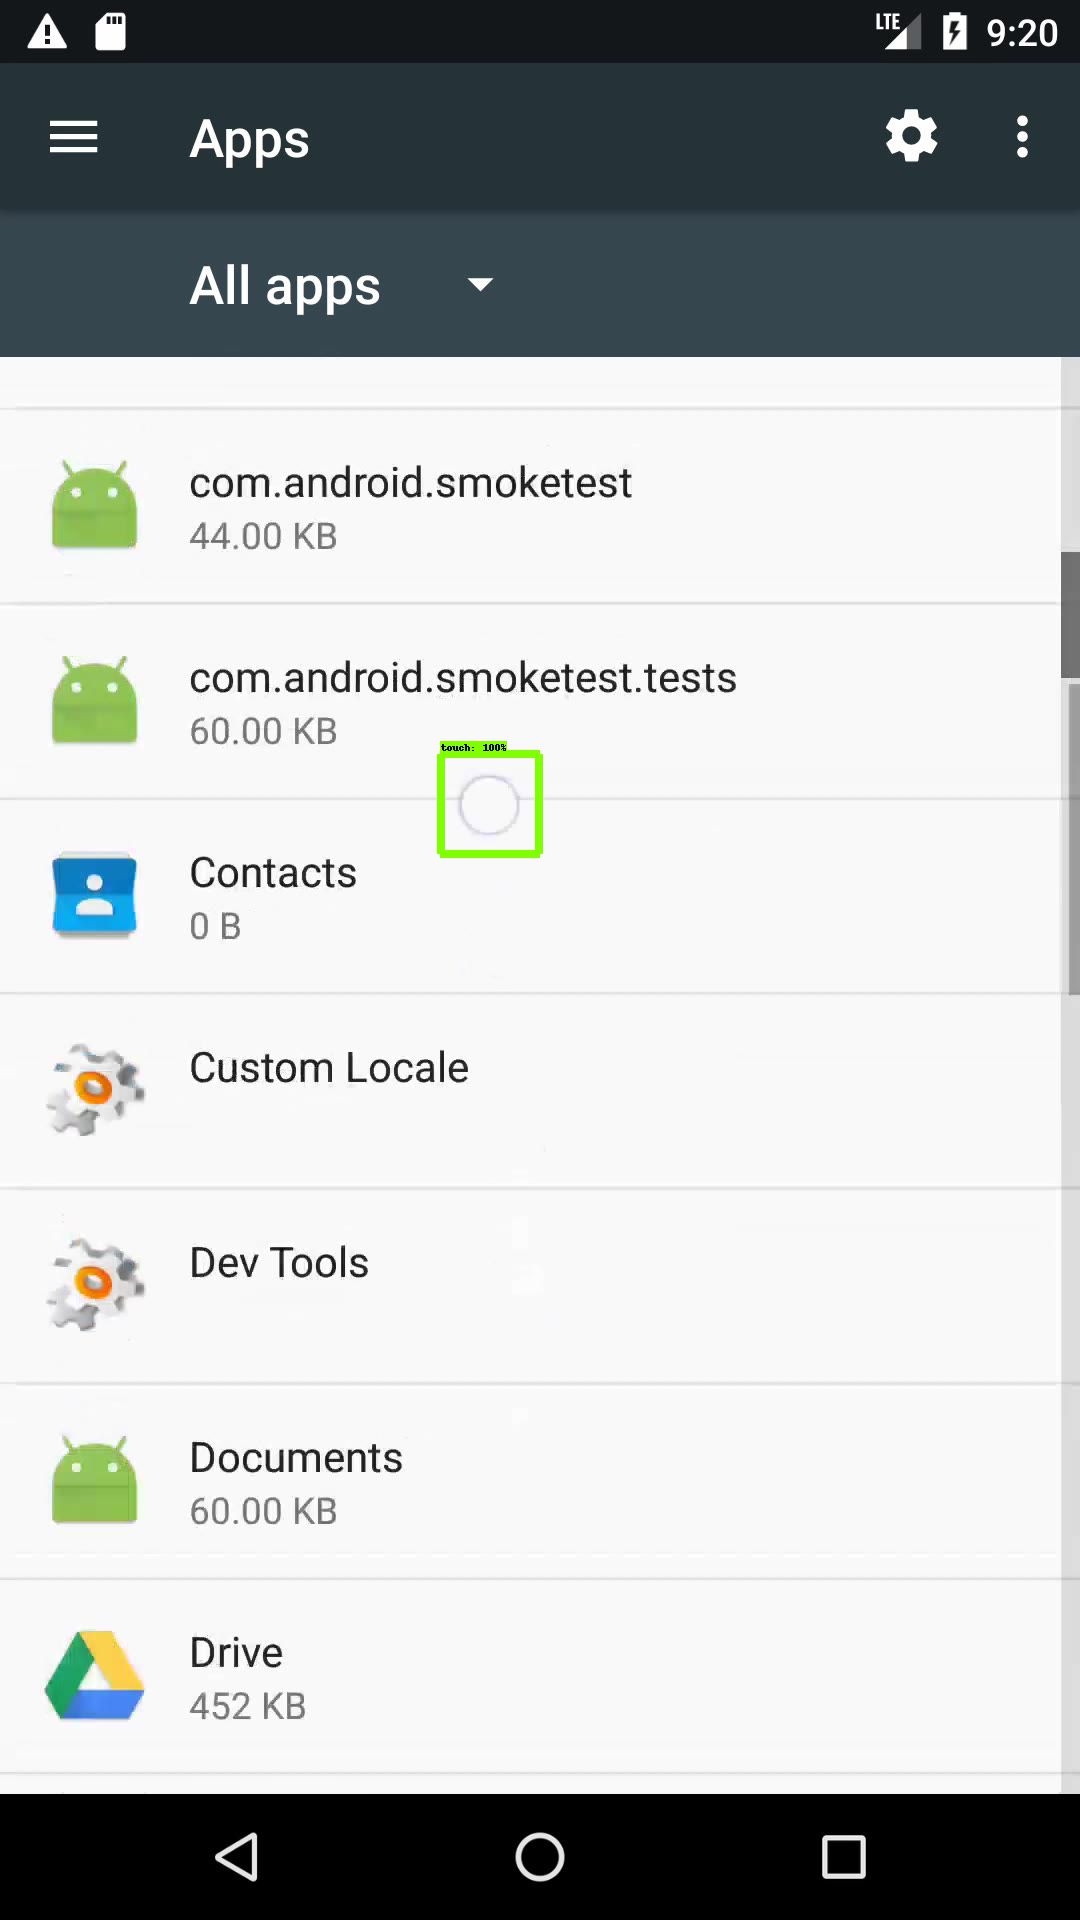 LTE
9:20
Apps
All apps
com.android.smoketest
44.00 KB
com.android.smoketest.tests
60.00 KB
touch: 100%
Contacts
0 B
Custom Locale
Dev Tools
Documents
60.00 KB
Drive
452 KB